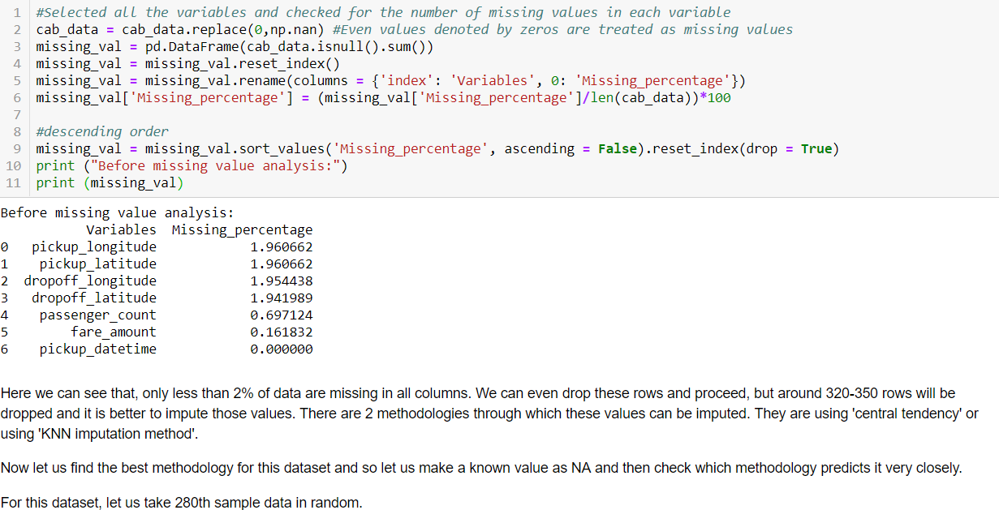 1 #Selected all the variables and checked for the number of missing values in each variable
2 cab_data = cab_data.replace(0,np.nan) #Even values denoted by zeros are treated as missing values
3 missing_val = pd.DataFrame(cab_data.isnull().sum())
4 missing_val = missing_val.reset_index()
5 missing_val = missing_val.rename(columns = {'index': 'Variables', 0: 'Missing_percentage'})
6 missing_val['Missing_percentage'] = (missing_val['Missing_percentage']/len(cab_data))*100
7
8 #descending order
9 missing_val = missing_val.sort_values('Missing_percentage', ascending = False).reset_index(drop = True)
10 print ("Before missing value analysis:")
11 print (missing_val)
Before missing value analysis:
Variables Missing_percentage
0 pickup_longitude 1.960662
1 pickup_latitude 1.960662
2 dropoff_longitude 1.954438
3 dropoff_latitude 1.941989
4 passenger_count 0.697124
5 fare_amount 0.161832
6 pickup_datetime 0.000000
Here we can see that, only less than 2% of data are missing in all columns. We can even drop these rows and proceed, but around 320-350 rows will be
dropped and it is better to impute those values. There are 2 methodologies through which these values can be imputed. They are using 'central tendency' or
using 'KNN imputation method'.
Now let us find the best methodology for this dataset and so let us make a known value as NA and then check which methodology predicts it very closely.
For this dataset, let us take 280th sample data in random.